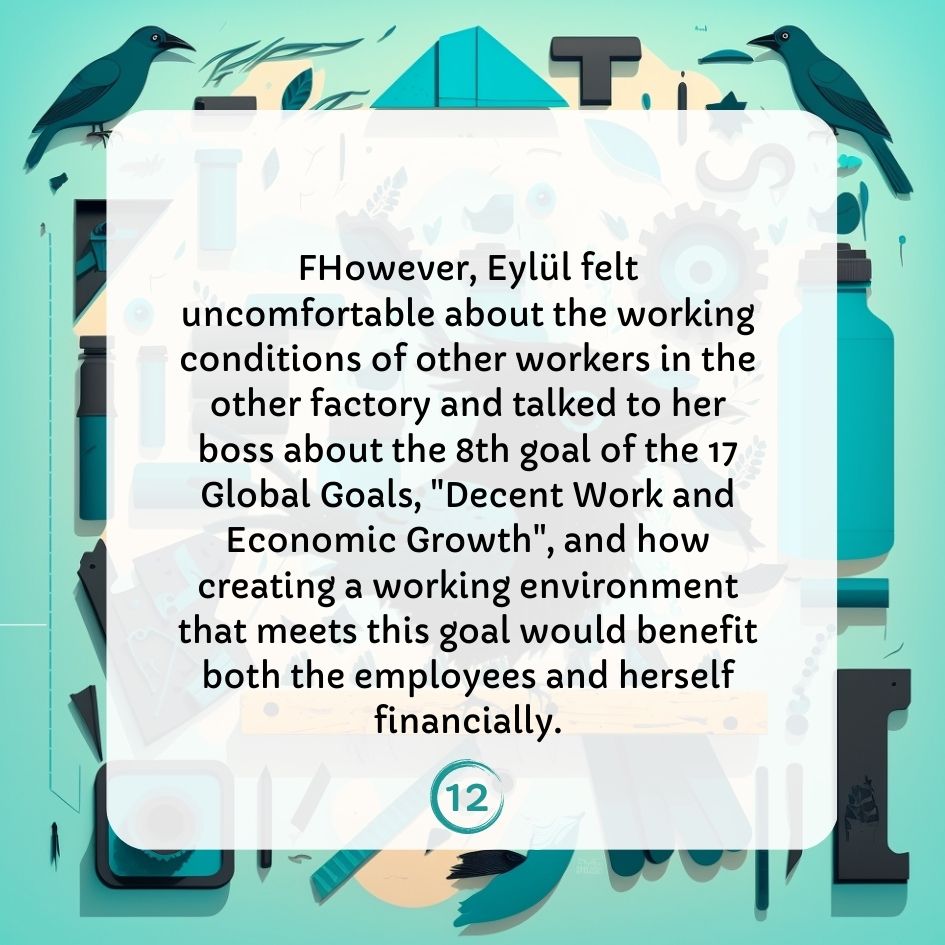 FHowever, Eylül felt
uncomfortable about the working
conditions of other workers in the
other factory and talked to her
boss about the 8th goal of the 17
Global Goals, "Decent Work and
Economic Growth", and how
creating a working environment
that meets this goal would benefit
both the employees and herself
financially.
12